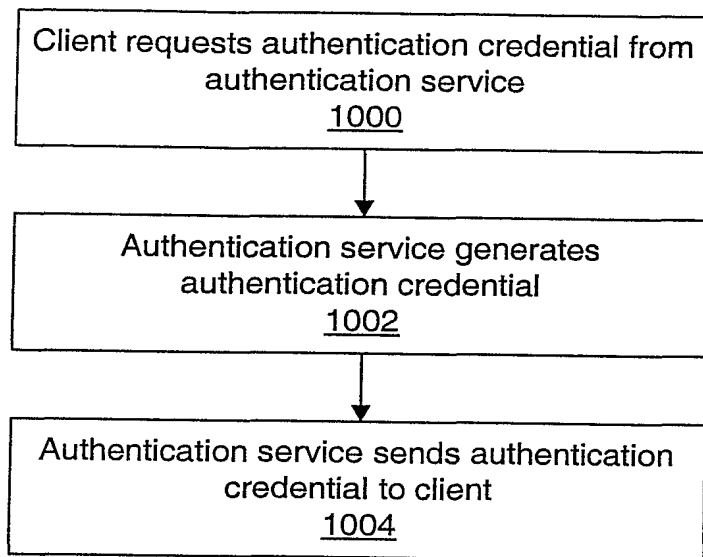 Client requests authentication credential from
authentication service
1000
Authentication service generates
authentication credential
1002
Authentication service sends authentication
credential to client
1004